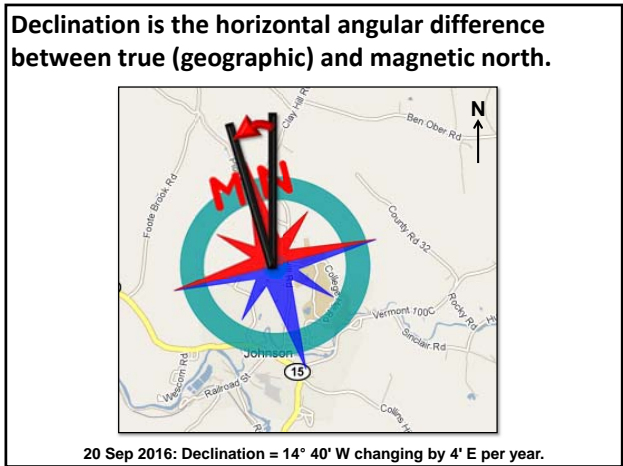 Declination is the horizontal angular difference
between true (geographic) and magnetic north.
Clay Hill R
N
Ben Ober Rd
MN
Foote Brook Rd
County Rd 32
College
Vermont 100C
Rocky Rd
Sinclair Rd
Johnson
15
Wescom Rd
Railroad St
Collins
20 Sep 2016: Declination = 14° 40' W changing by 4' E per year.